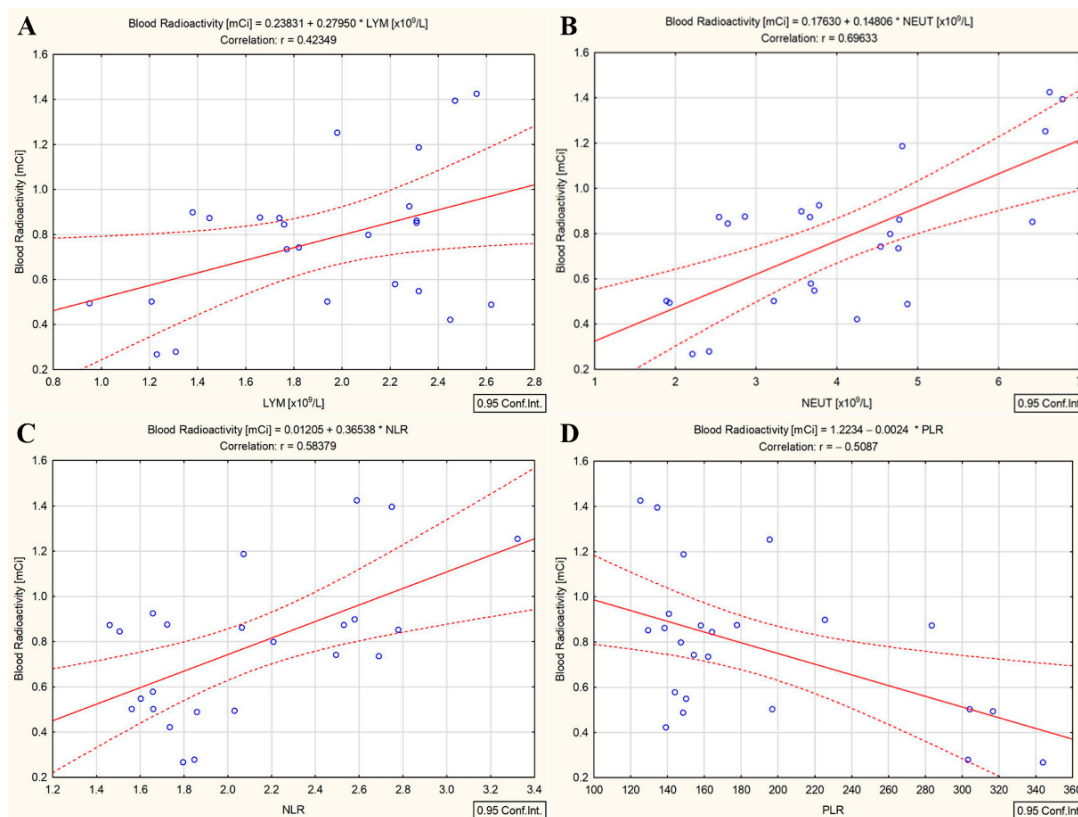 A
Blood Radioactivity [mCi] = 0.23831 + 0.27950 * LYM [x10⁹/L]
Correlation: r = 0.42349
1.6
1.4
1.2
1.0
0.8
0.6
0.4
0.2
Blood Radioactivity [mCi]
0.8 1.0 1.2 1.4 1.6 1.8 2.0 2.2 2.4 2.6 2.8
LYM [x10⁹/L]
0.95 Conf.Int.
B
Blood Radioactivity [mCi] = 0.17630 + 0.14806 * NEUT [x10⁹/L]
Correlation: r = 0.69633
1.6
1.4
1.2
1.0
0.8
0.6
0.4
0.2
Blood Radioactivity [mCi]
1 2 3 4 5 6 7
NEUT [x10⁹/L]
0.95 Conf.Int.
C
Blood Radioactivity [mCi] = 0.01205 + 0.36538 * NLR
Correlation: r = 0.58379
1.6
1.4
1.2
1.0
0.8
0.6
0.4
0.2
Blood Radioactivity [mCi]
1.2 1.4 1.6 1.8 2.0 2.2 2.4 2.6 2.8 3.0 3.2 3.4
NLR
0.95 Conf.Int.
D
Blood Radioactivity [mCi] = 1.2234 − 0.0024 * PLR
Correlation: r = − 0.5087
1.6
1.4
1.2
1.0
0.8
0.6
0.4
0.2
Blood Radioactivity [mCi]
100 120 140 160 180 200 220 240 260 280 300 320 340 360
PLR
0.95 Conf.Int.